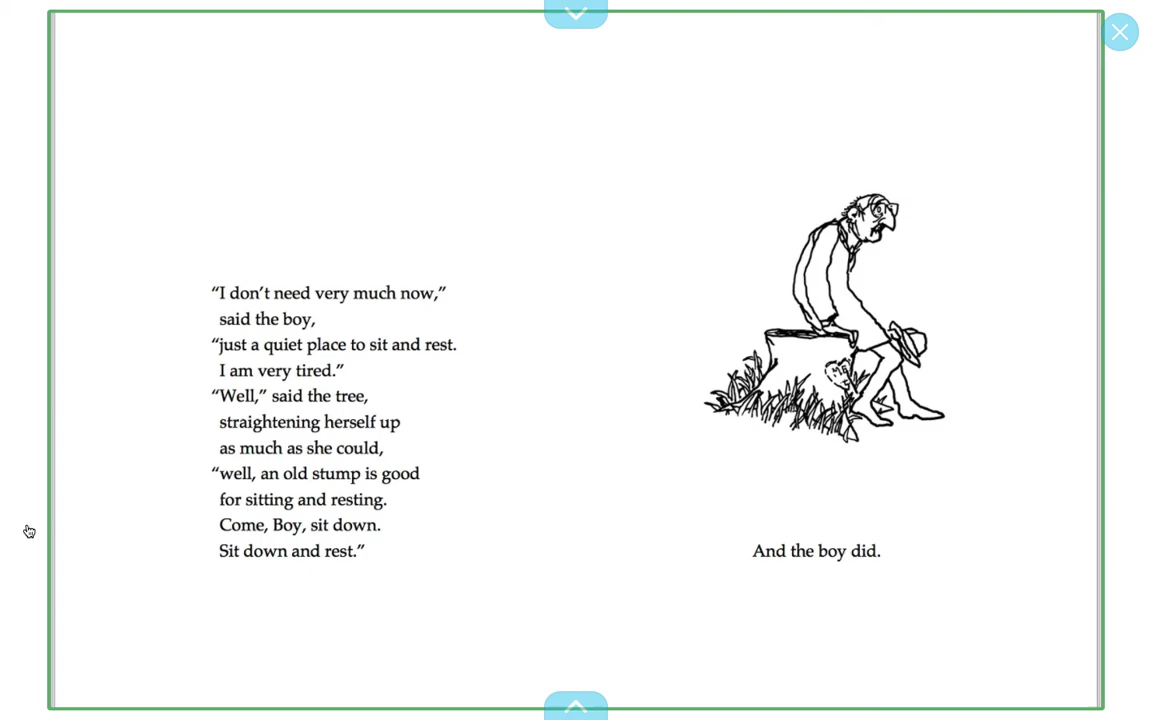 “I don’t need very much now,”
said the boy,
“just a quiet place to sit and rest.
I am very tired.”
“Well,” said the tree,
straightening herself up
as much as she could,
“well, an old stump is good
for sitting and resting.
Come, Boy, sit down.
Sit down and rest.”
And the boy did.